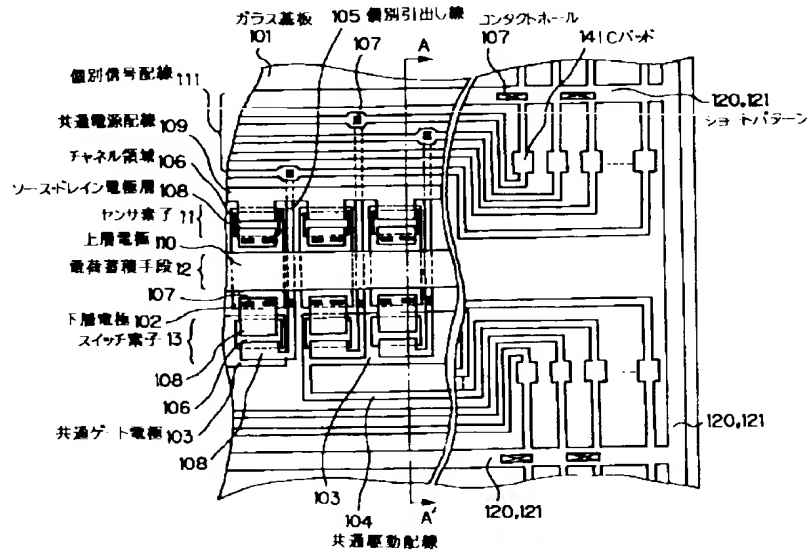 ガラス基板
101
105 個別引出し線
107
A
コンタクトホール
107
14 ICパッド
個別信号配線 111
120,121
ショートパターン
共通電源配線
109
チャネル領域
106
ソース・ドレイン電極層
108
センサ素子 11
上層電極 110
電荷蓄積手段 12
107
下層電極 102
スイッチ素子 13
108
106
共通ゲート電極 103
108
103
104
共通駆動配線
A'
120,121
120,121